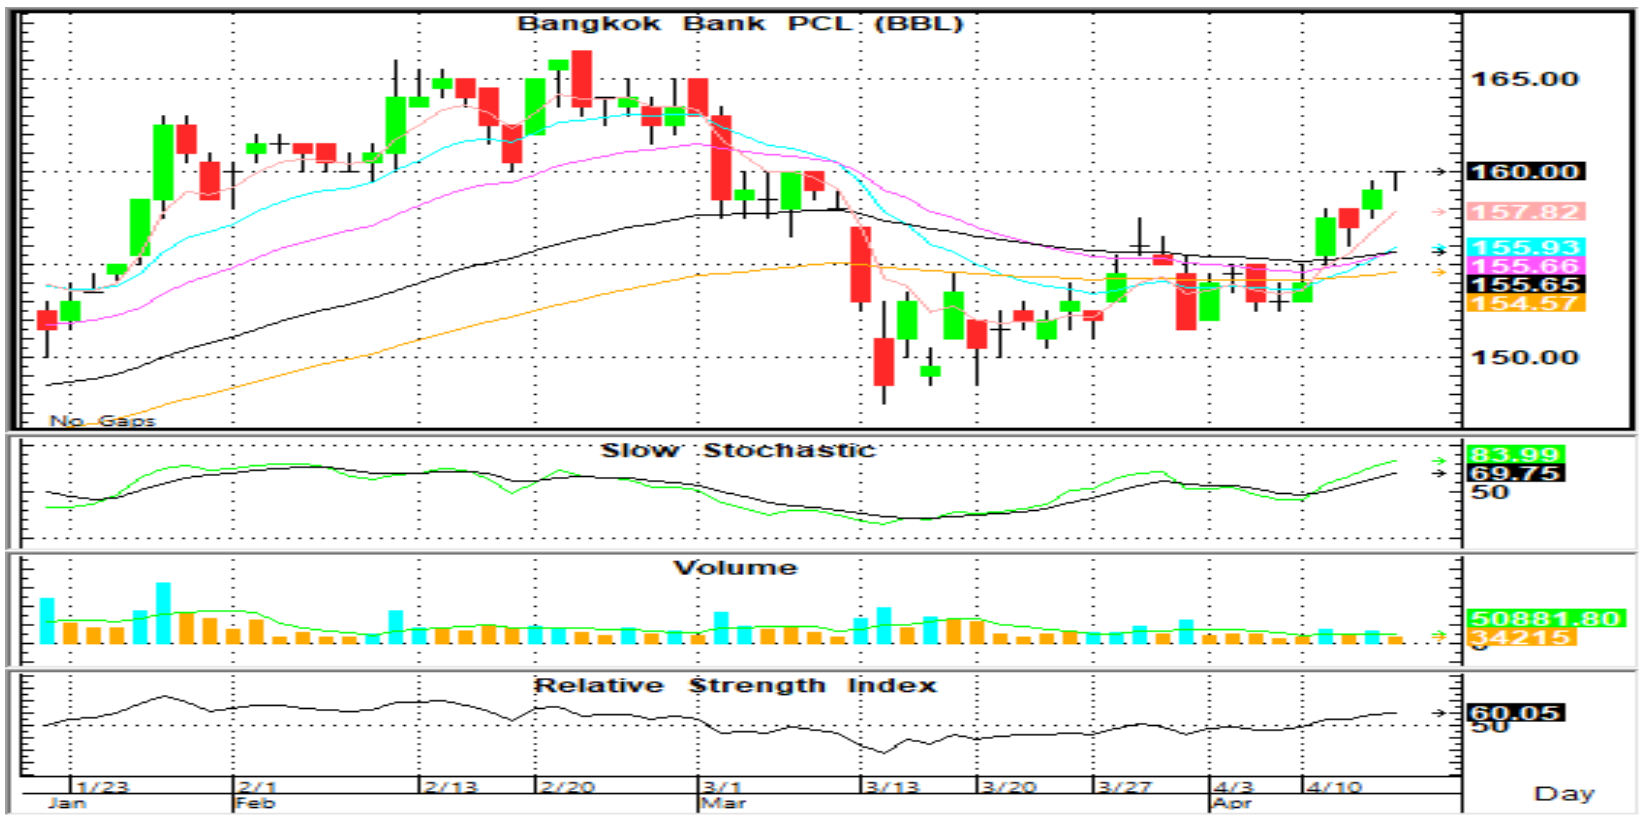 Bangkok Bank PCL (BBL)
165.00
160.00
157.82
155.93
155.66
155.65
154.57
150.00
No Gaps
Slow Stochastic
83.99
69.75
50
Volume
50881.80
34215
0
Relative Strength Index
60.05
50
1/23 2/1 2/13 2/20 3/1 3/13 3/20 3/27 4/3 4/10
Jan Feb Mar Apr
Day